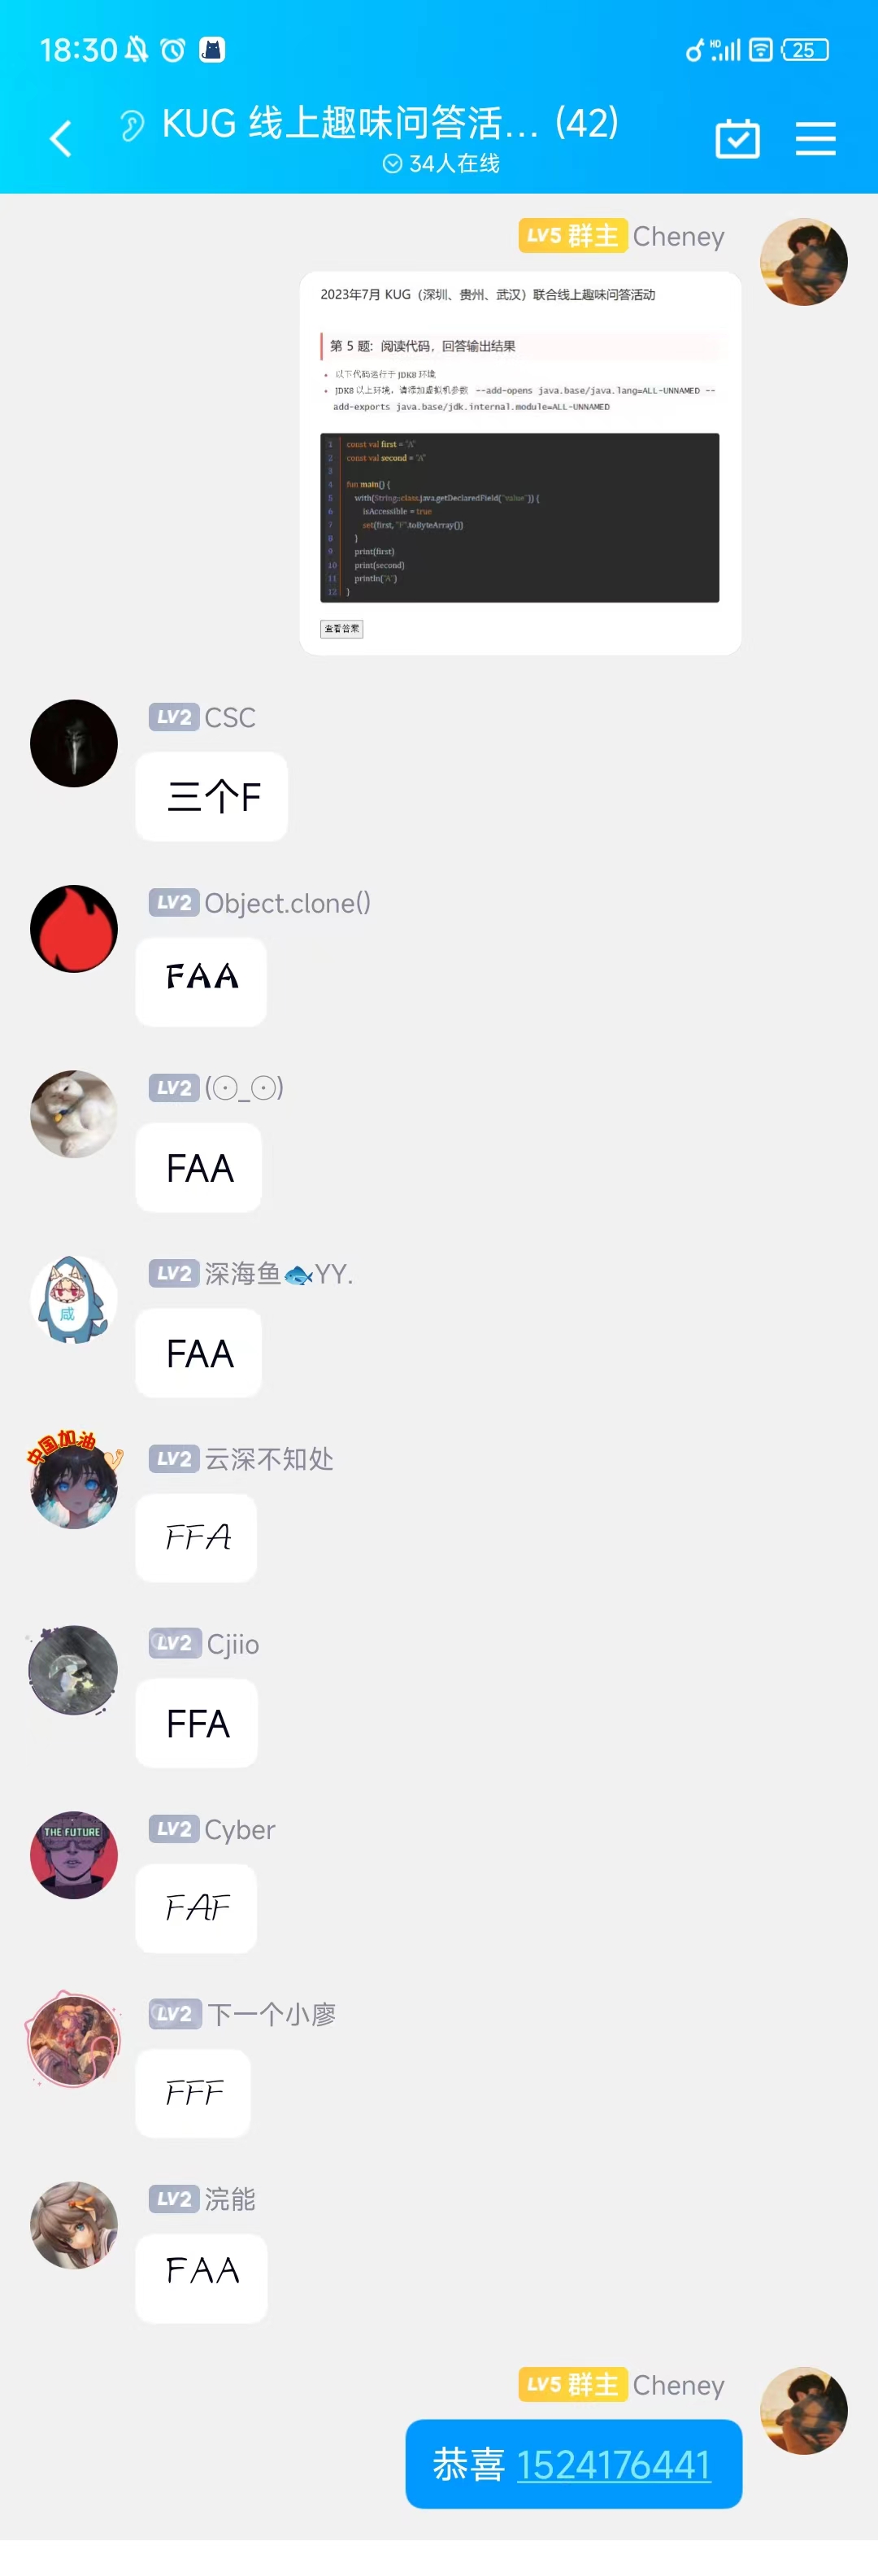 18:30
HD
25
KUG 线上趣味问答活... (42)
34人在线
LV5 群主 Cheney
2023年7月 KUG（深圳、贵州、武汉）联合线上趣味问答活动
第 5 题：阅读代码，回答输出结果
• 以下代码运行于 JDK8 环境
• JDK8 以上环境，请添加虚拟机参数 --add-opens java.base/java.lang=ALL-UNNAMED --
add-exports java.base/jdk.internal.module=ALL-UNNAMED
1 const val first = "A"
2 const val second = "A"
3
4 fun main() {
5 with(String::class.java.getDeclaredField("value")) {
6 isAccessible = true
7 set(first, "F".toByteArray())
8 }
9 print(first)
10 print(second)
11 println("A")
12 }
查看答案
LV2 CSC
三个F
LV2 Object.clone()
FAA
LV2 (⊙_⊙)
FAA
LV2 深海鱼🐟YY.
咸
FAA
中国加油
LV2 云深不知处
FFA
LV2 Cjiio
FFA
LV2 Cyber
THE FUTURE
FAF
LV2 下一个小廖
FFF
LV2 浣能
FAA
LV5 群主 Cheney
恭喜 1524176441